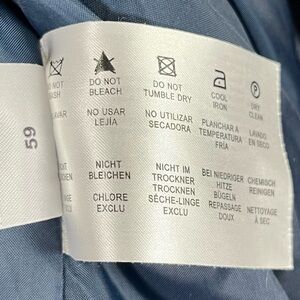 DO NOT BLEACH
DO NOT TUMBLE DRY
COOL IRON
DRY CLEAN
NO USAR LEJÍA
NO UTILIZAR SECADORA
PLANCHAR A TEMPERATURA FRÍA
LAVADO EN SECO
NICHT BLEICHEN
NICHT IM TROCKNER TROCKNEN
BEI NIEDRIGER HITZE BÜGELN
CHEMISCH REINIGEN
CHLORE EXCLU
SÈCHE-LINGE EXCLU
REPASSAGE DOUX
NETTOYAGE À SEC
59